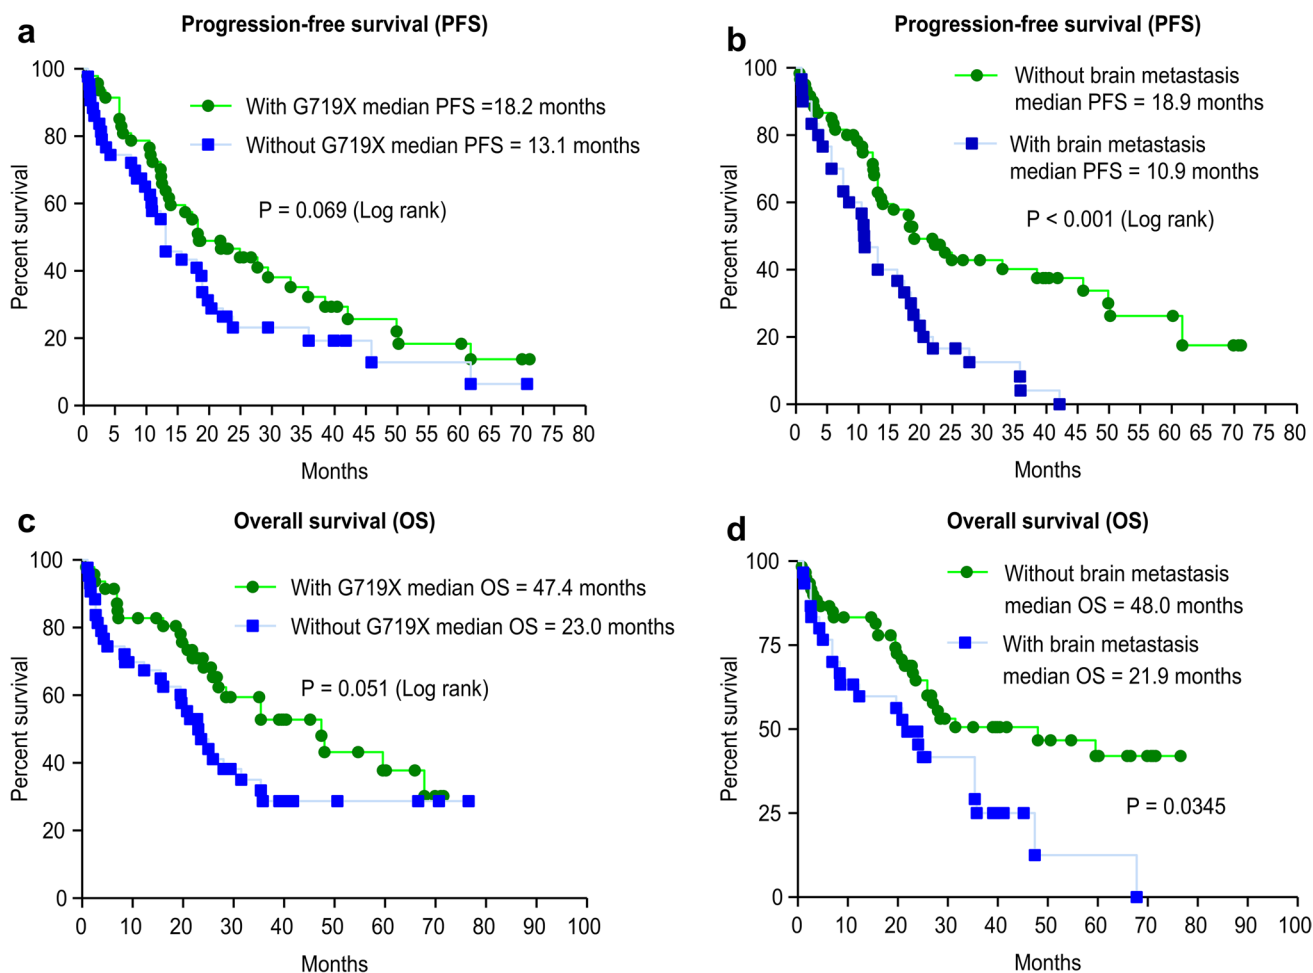 a
Progression-free survival (PFS)
100
80
60
40
20
0
Percent survival
With G719X median PFS =18.2 months
Without G719X median PFS = 13.1 months
P = 0.069 (Log rank)
0 5 10 15 20 25 30 35 40 45 50 55 60 65 70 75 80
Months
b
Progression-free survival (PFS)
100
80
60
40
20
0
Percent survival
Without brain metastasis
median PFS = 18.9 months
With brain metastasis
median PFS = 10.9 months
P < 0.001 (Log rank)
0 5 10 15 20 25 30 35 40 45 50 55 60 65 70 75 80
Months
c
Overall survival (OS)
100
80
60
40
20
0
Percent survival
With G719X median OS = 47.4 months
Without G719X median OS = 23.0 months
P = 0.051 (Log rank)
0 10 20 30 40 50 60 70 80 90 100
Months
d
Overall survival (OS)
100
75
50
25
0
Percent survival
Without brain metastasis
median OS = 48.0 months
With brain metastasis
median OS = 21.9 months
P = 0.0345
0 10 20 30 40 50 60 70 80 90 100
Months